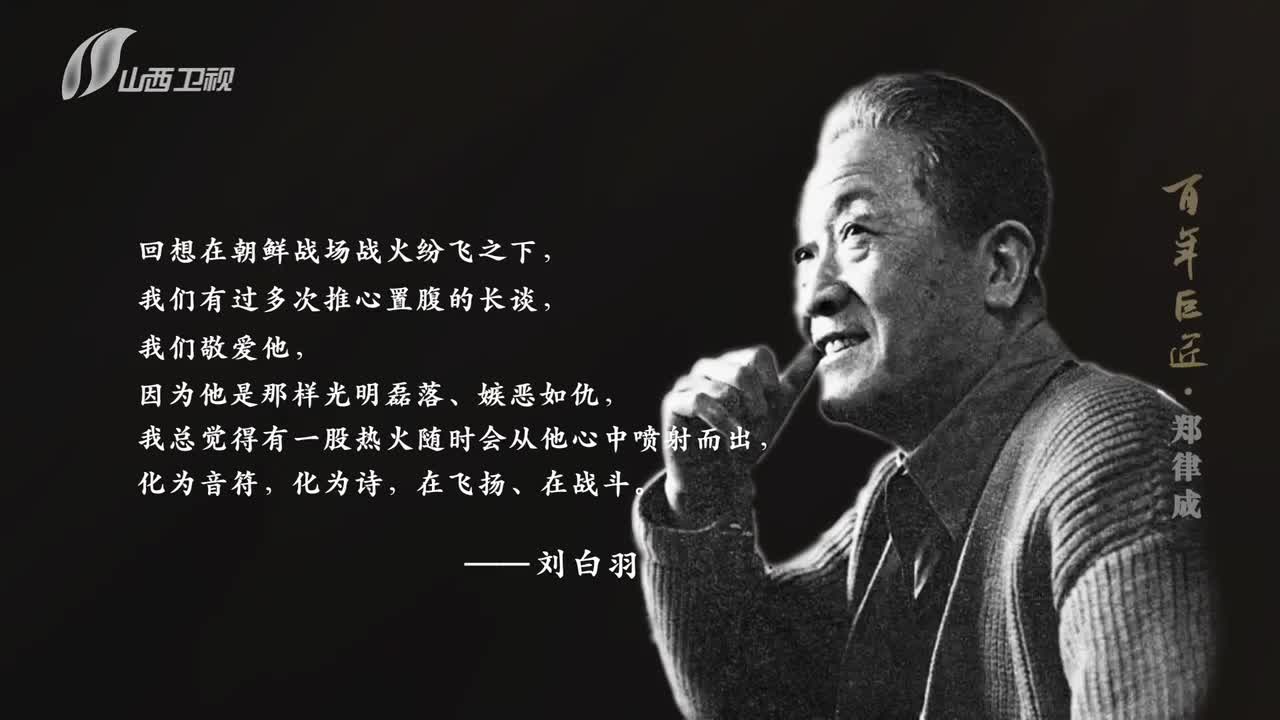 山西卫视
回想在朝鲜战场战火纷飞之下，
我们有过多次推心置腹的长谈，
我们敬爱他，
因为他是那样光明磊落、嫉恶如仇，
我总觉得有一股热火随时会从他心中喷射而出，
化为音符，化为诗，在飞扬、在战斗。
——刘白羽
百年巨匠·郑律成